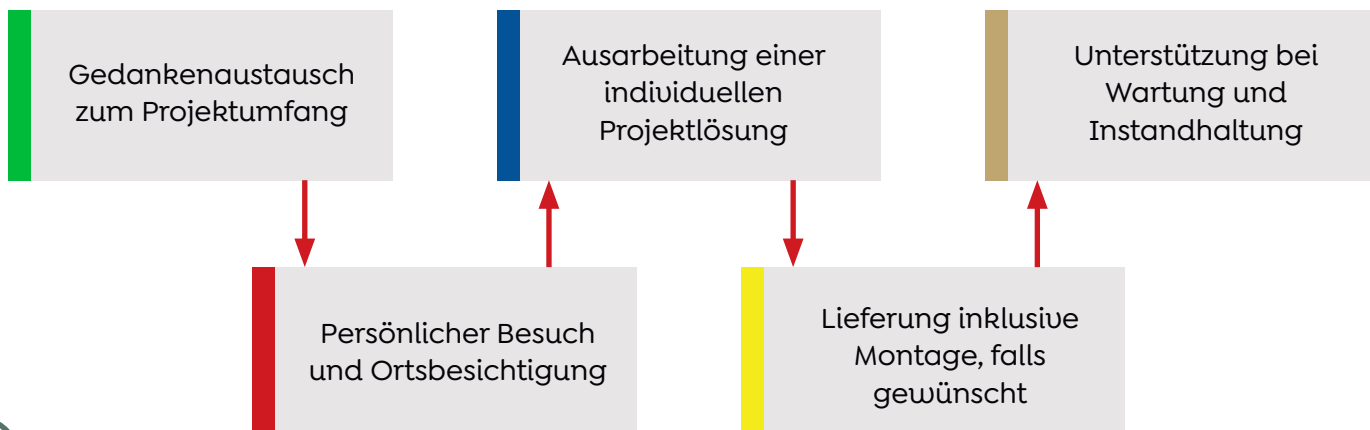 Gedankenaustausch
zum Projektumfang
Persönlicher Besuch
und Ortsbesichtigung
Ausarbeitung einer
individuellen
Projektlösung
Lieferung inklusive
Montage, falls
gewünscht
Unterstützung bei
Wartung und
Instandhaltung